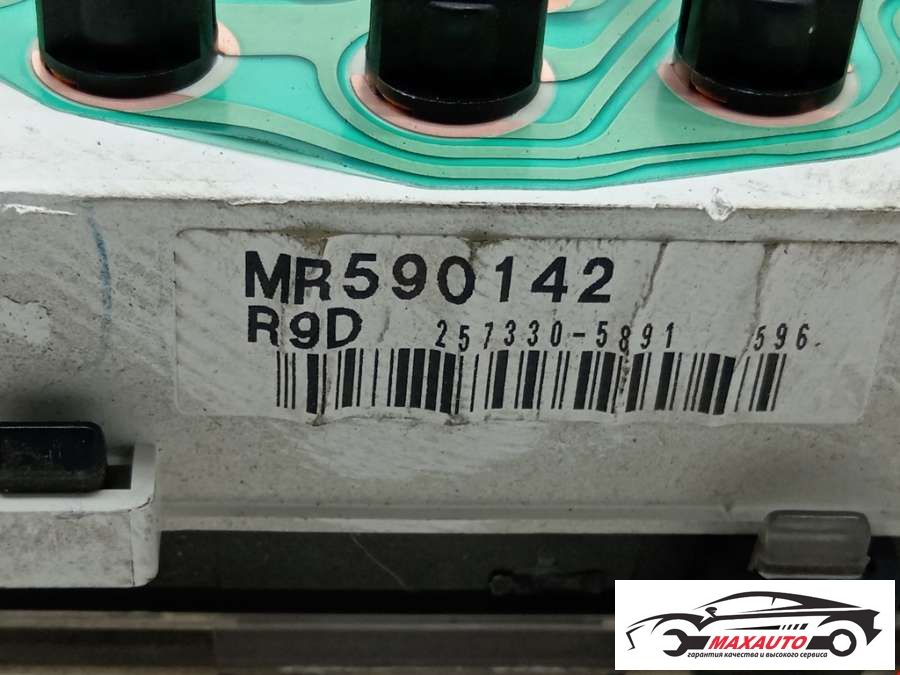 MR590142
R9D 257330-5891 596
MAXAUTO
гарантия качества и высокого сервиса